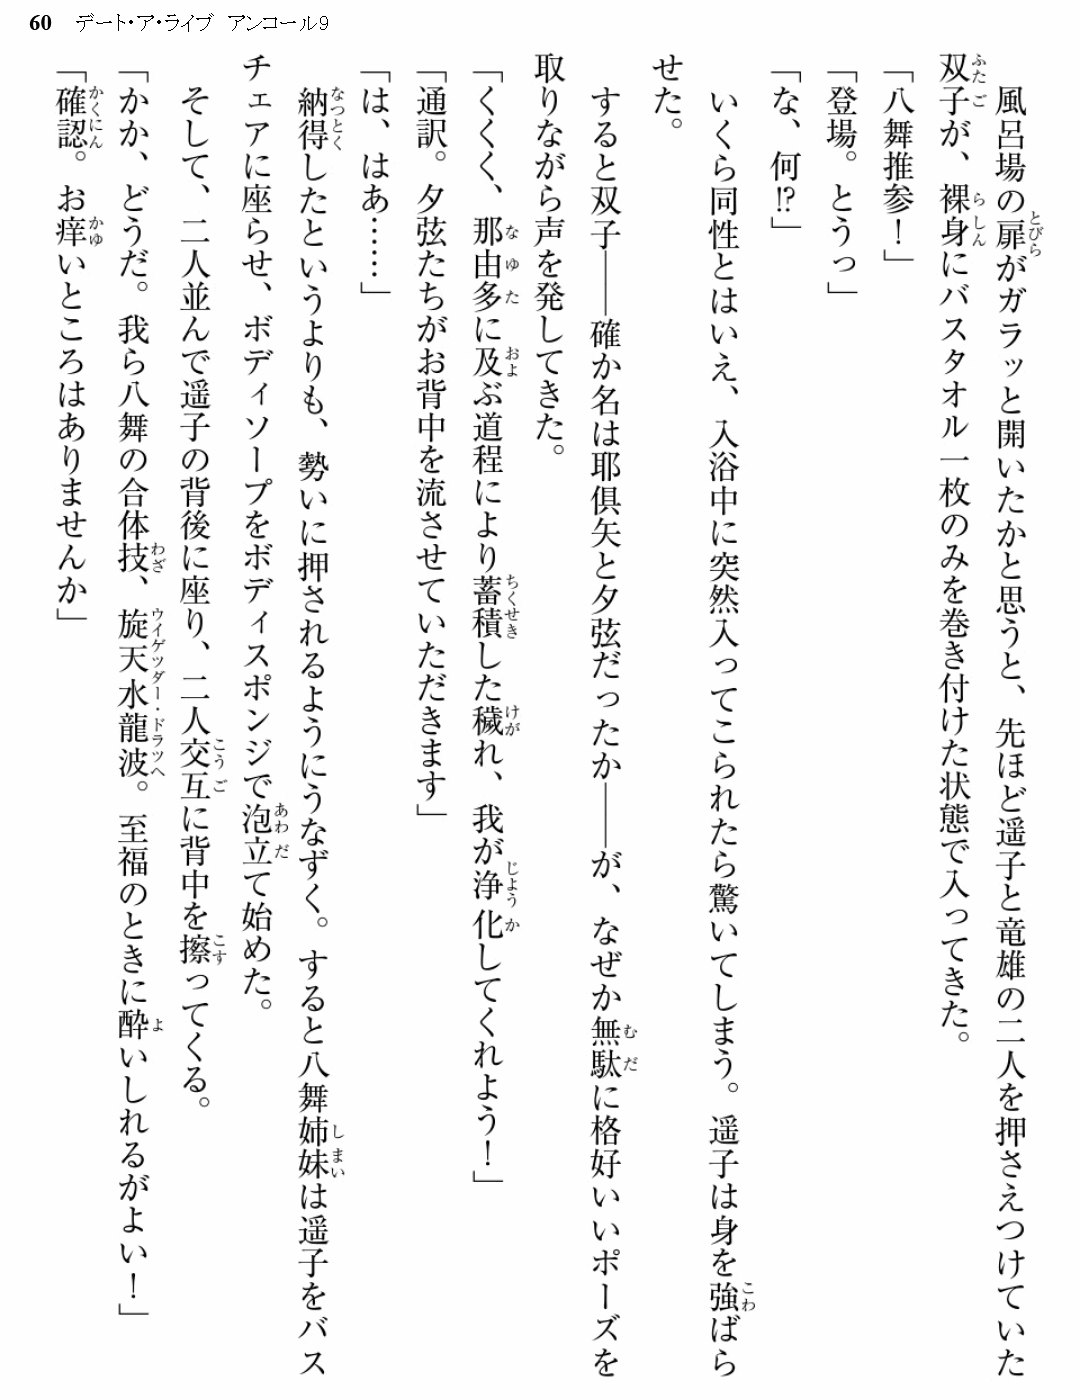 60　デート・ア・ライブ　アンコール9
風呂場の扉がガラッと開いたかと思うと、先ほど遥子と竜雄の二人を押さえつけていた
双子が、裸身にバスタオル一枚のみを巻き付けた状態で入ってきた。
「八舞推参！」
「登場。とうっ」
「な、何!?」
いくら同性とはいえ、入浴中に突然入ってこられたら驚いてしまう。遥子は身を強ばら
せた。
すると双子――確か名は耶倶矢と夕弦だったか――が、なぜか無駄に格好いいポーズを
取りながら声を発してきた。
「くくく、那由多に及ぶ道程により蓄積した穢れ、我が浄化してくれよう！」
「通訳。夕弦たちがお背中を流させていただきます」
「は、はあ……」
納得したというよりも、勢いに押されるようにうなずく。すると八舞姉妹は遥子をバス
チェアに座らせ、ボディソープをボディスポンジで泡立て始めた。
そして、二人並んで遥子の背後に座り、二人交互に背中を擦ってくる。
「かか、どうだ。我ら八舞の合体技、旋天水龍波。至福のときに酔いしれるがよい！」
「確認。お痒いところはありませんか」